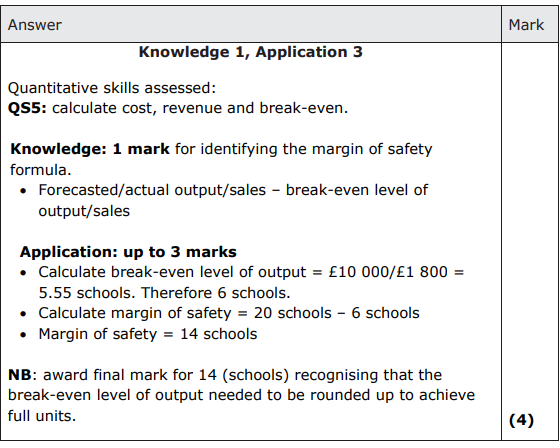 Answer Mark
Knowledge 1, Application 3
Quantitative skills assessed:
QS5: calculate cost, revenue and break-even.
Knowledge: 1 mark for identifying the margin of safety
formula.
• Forecasted/actual output/sales – break-even level of
output/sales
Application: up to 3 marks
• Calculate break-even level of output = £10 000/£1 800 =
5.55 schools. Therefore 6 schools.
• Calculate margin of safety = 20 schools – 6 schools
• Margin of safety = 14 schools
NB: award final mark for 14 (schools) recognising that the
break-even level of output needed to be rounded up to achieve
full units.
(4)